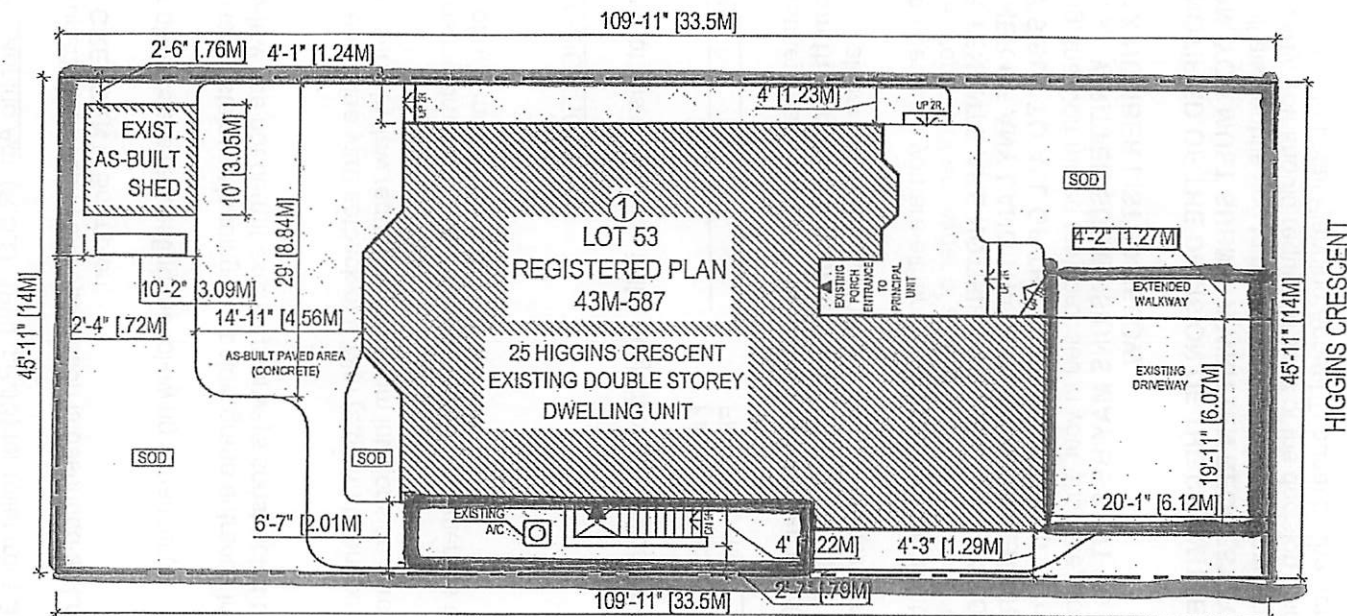 109'-11" [33.5M]
2'-6" [.76M]
4'-1" [1.24M]
UP 2R.
4' [1.23M]
UP 2R.
EXIST.
AS-BUILT
SHED
10' [3.05M]
29' [8.84M]
SOD
1
LOT 53
REGISTERED PLAN
43M-587
4'-2" [1.27M]
HIGGINS CRESCENT
45'-11" [14M]
45'-11" [14M]
10'-2" [3.09M]
2'-4" [.72M]
14'-11" [4.56M]
EXISTING
PORCH
ENTRANCE
TO
PRINCIPAL
UNIT
EXTENDED
WALKWAY
AS-BUILT PAVED AREA
(CONCRETE)
25 HIGGINS CRESCENT
EXISTING DOUBLE STOREY
DWELLING UNIT
EXISTING
DRIVEWAY
19'-11" [6.07M]
SOD
SOD
20'-1" [6.12M]
6'-7" [2.01M]
EXISTING
A/C
4' [1.22M]
4'-3" [1.29M]
2'-7" [.79M]
109'-11" [33.5M]